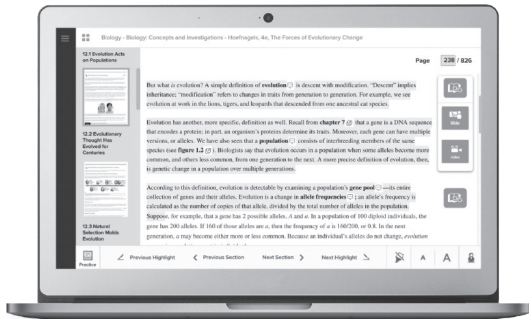 Biology - Biology: Concepts and Investigations - Hoefnagels, 4e, The Forces of Evolutionary Change
12.1 Evolution Acts
on Populations
12.2 Evolutionary
Thought Has
Evolved for
Centuries
12.3 Natural
Selection Molds
Evolution
Page 238 / 826
But what is evolution? A simple definition of evolution is descent with modification. "Descent" implies
inheritance; "modification" refers to changes in traits from generation to generation. For example, we see
evolution at work in the lions, tigers, and leopards that descended from one ancestral cat species.
Evolution has another, more specific, definition as well. Recall from chapter 7 that a gene is a DNA sequence
that encodes a protein; in part, an organism's proteins determine its traits. Moreover, each gene can have multiple
versions, or alleles. We have also seen that a population consists of interbreeding members of the same
species (see figure 1.2). Biologists say that evolution occurs in a population when some alleles become more
common, and others less common, from one generation to the next. A more precise definition of evolution, then,
is genetic change in a population over multiple generations.
According to this definition, evolution is detectable by examining a population's gene pool—its entire
collection of genes and their alleles. Evolution is a change in allele frequencies; an allele's frequency is
calculated as the number of copies of that allele, divided by the total number of alleles in the population.
Suppose, for example, that a gene has 2 possible alleles, A and a. In a population of 100 diploid individuals, the
gene has 200 alleles. If 160 of those alleles are a, then the frequency of a is 160/200, or 0.8. In the next
generation, a may become either more or less common. Because an individual's alleles do not change, evolution
Slide
video
Practice
Previous Highlight
Previous Section
Next Section
Next Highlight
A
A